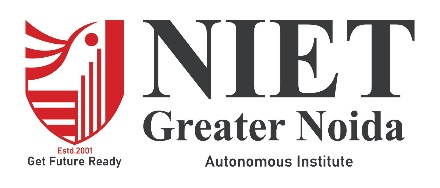 NIET
Greater Noida
Autonomous Institute
Estd.2001
Get Future Ready